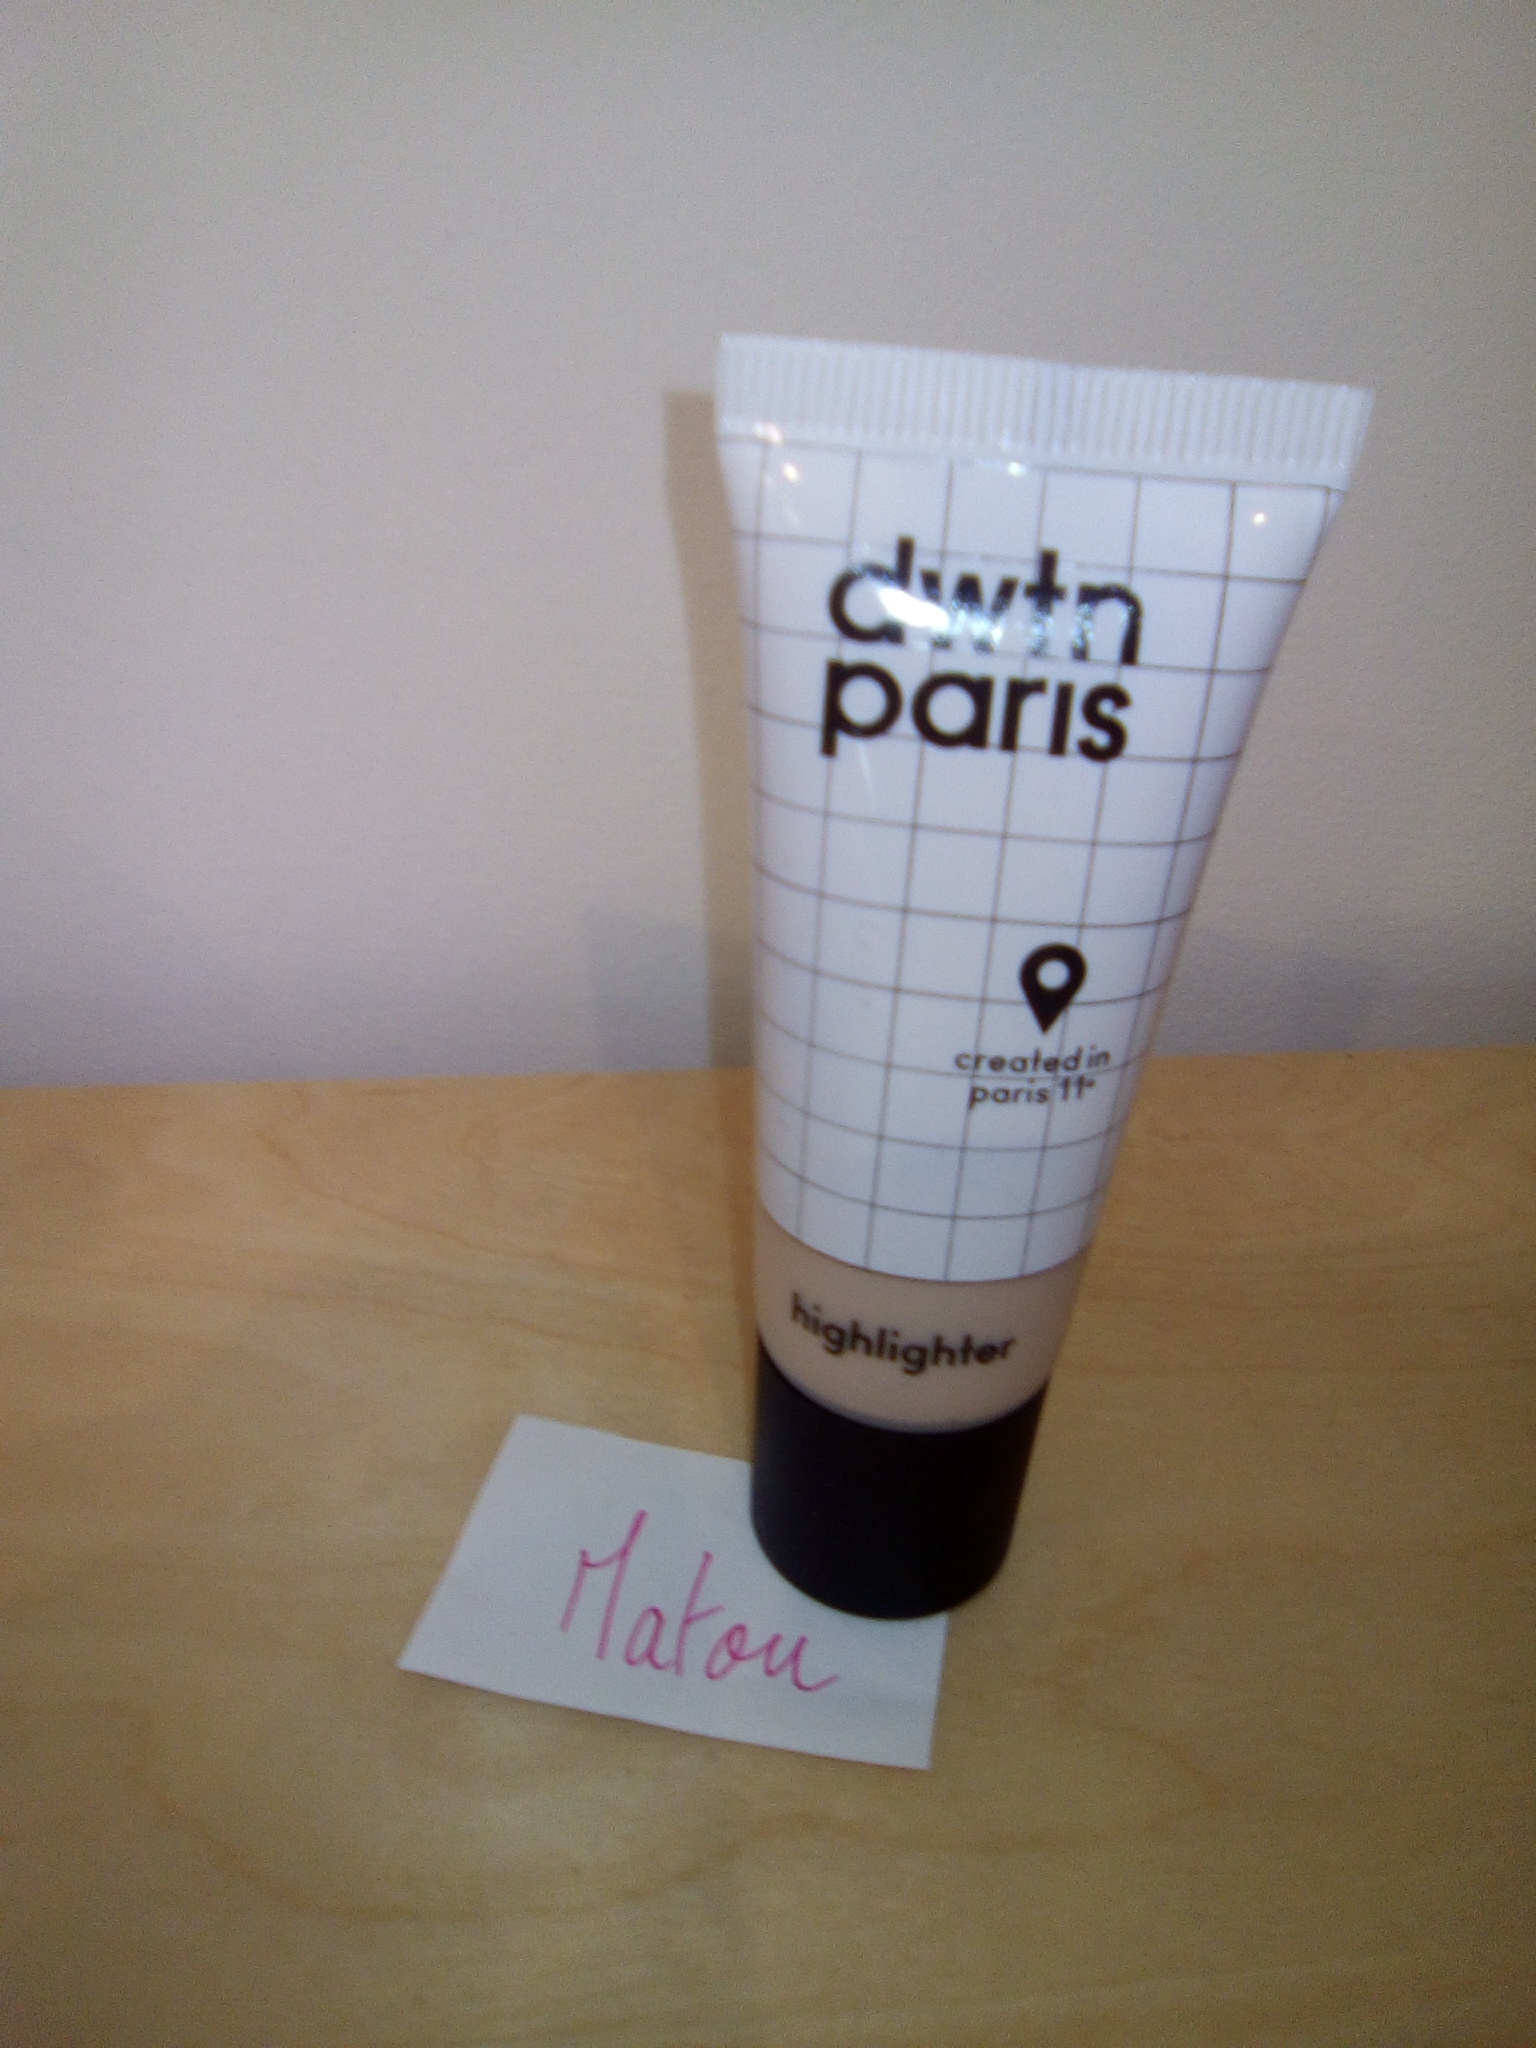 dwtn
paris
created in
paris 11e
highlighter
Matou